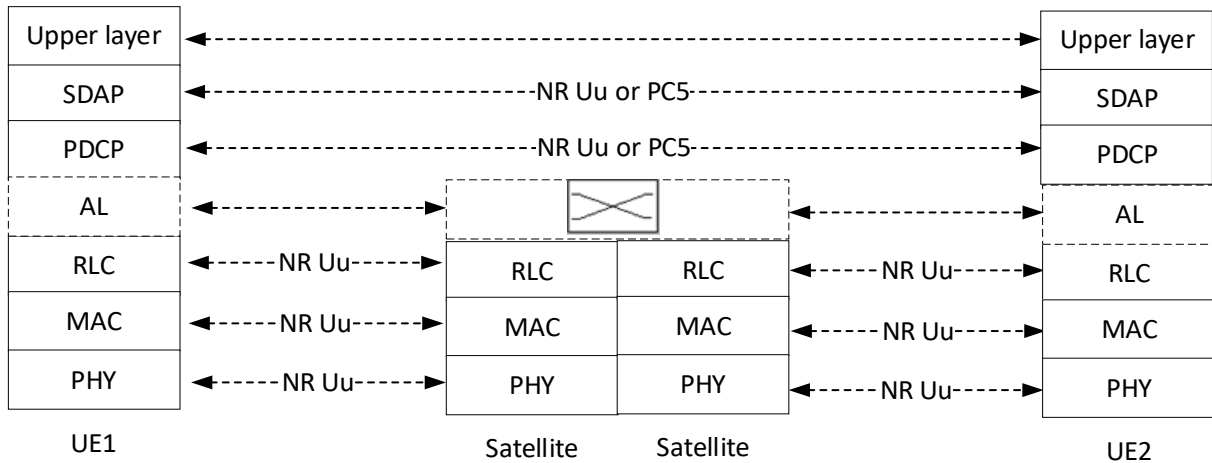 Upper layer
Upper layer
SDAP
NR Uu or PC5
SDAP
PDCP
NR Uu or PC5
PDCP
AL
AL
RLC
NR Uu
RLC
RLC
NR Uu
RLC
MAC
NR Uu
MAC
MAC
NR Uu
MAC
PHY
NR Uu
PHY
PHY
NR Uu
PHY
UE1
Satellite
Satellite
UE2